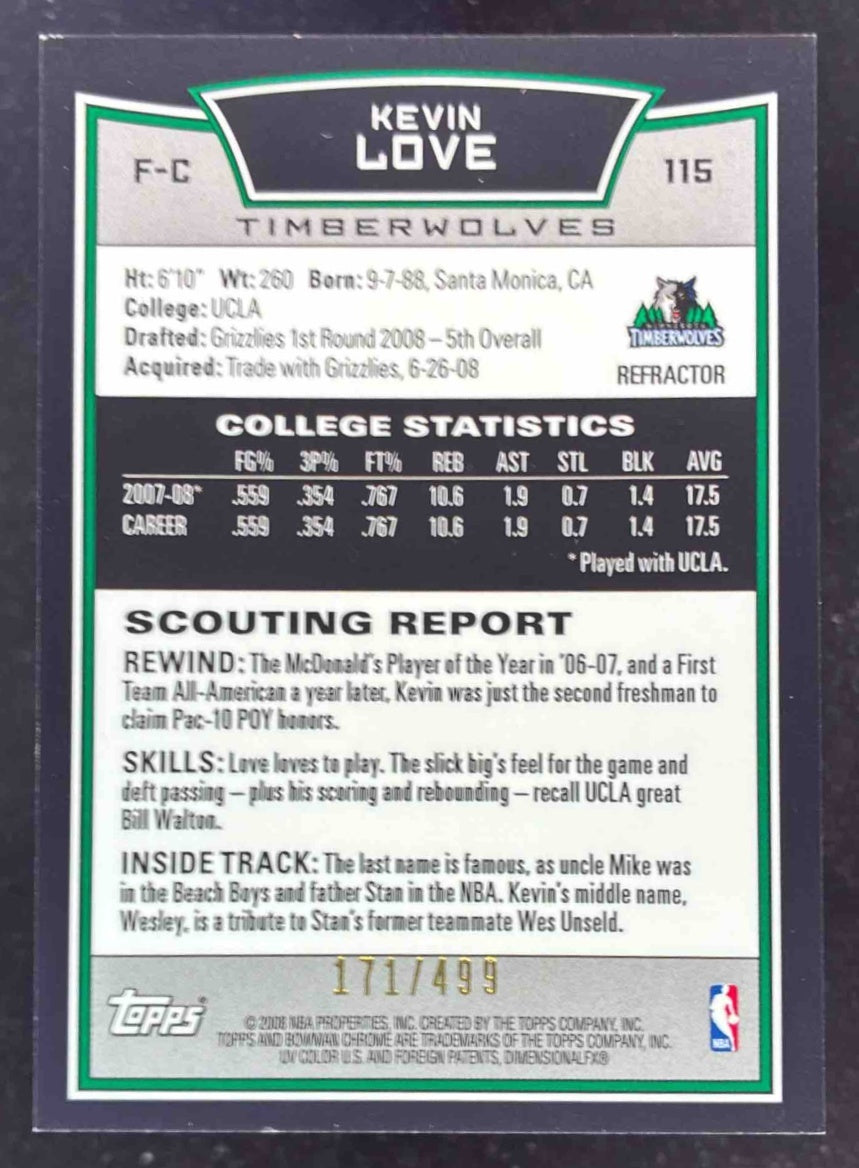 KEVIN
LOVE
F-C
115
TIMBERWOLVES
Ht: 6'10" Wt: 260 Born: 9-7-88, Santa Monica, CA
College: UCLA
Drafted: Grizzlies 1st Round 2008 – 5th Overall
Acquired: Trade with Grizzlies, 6-26-08
MINNESOTA
TIMBERWOLVES
REFRACTOR
COLLEGE STATISTICS
FG% 3P% FT% REB AST STL BLK AVG
2007-08* .559 .354 .767 10.6 1.9 0.7 1.4 17.5
CAREER .559 .354 .767 10.6 1.9 0.7 1.4 17.5
* Played with UCLA.
SCOUTING REPORT
REWIND: The McDonald's Player of the Year in '06-07, and a First
Team All-American a year later, Kevin was just the second freshman to
claim Pac-10 POY honors.
SKILLS: Love loves to play. The slick big's feel for the game and
deft passing – plus his scoring and rebounding – recall UCLA great
Bill Walton.
INSIDE TRACK: The last name is famous, as uncle Mike was
in the Beach Boys and father Stan in the NBA. Kevin's middle name,
Wesley, is a tribute to Stan's former teammate Wes Unseld.
171/499
Topps®
© 2008 NBA PROPERTIES, INC. CREATED BY THE TOPPS COMPANY, INC.
TOPPS AND BOWMAN CHROME ARE TRADEMARKS OF THE TOPPS COMPANY, INC.
UV COLOR U.S. AND FOREIGN PATENTS, DIMENSIONALFX®
NBA